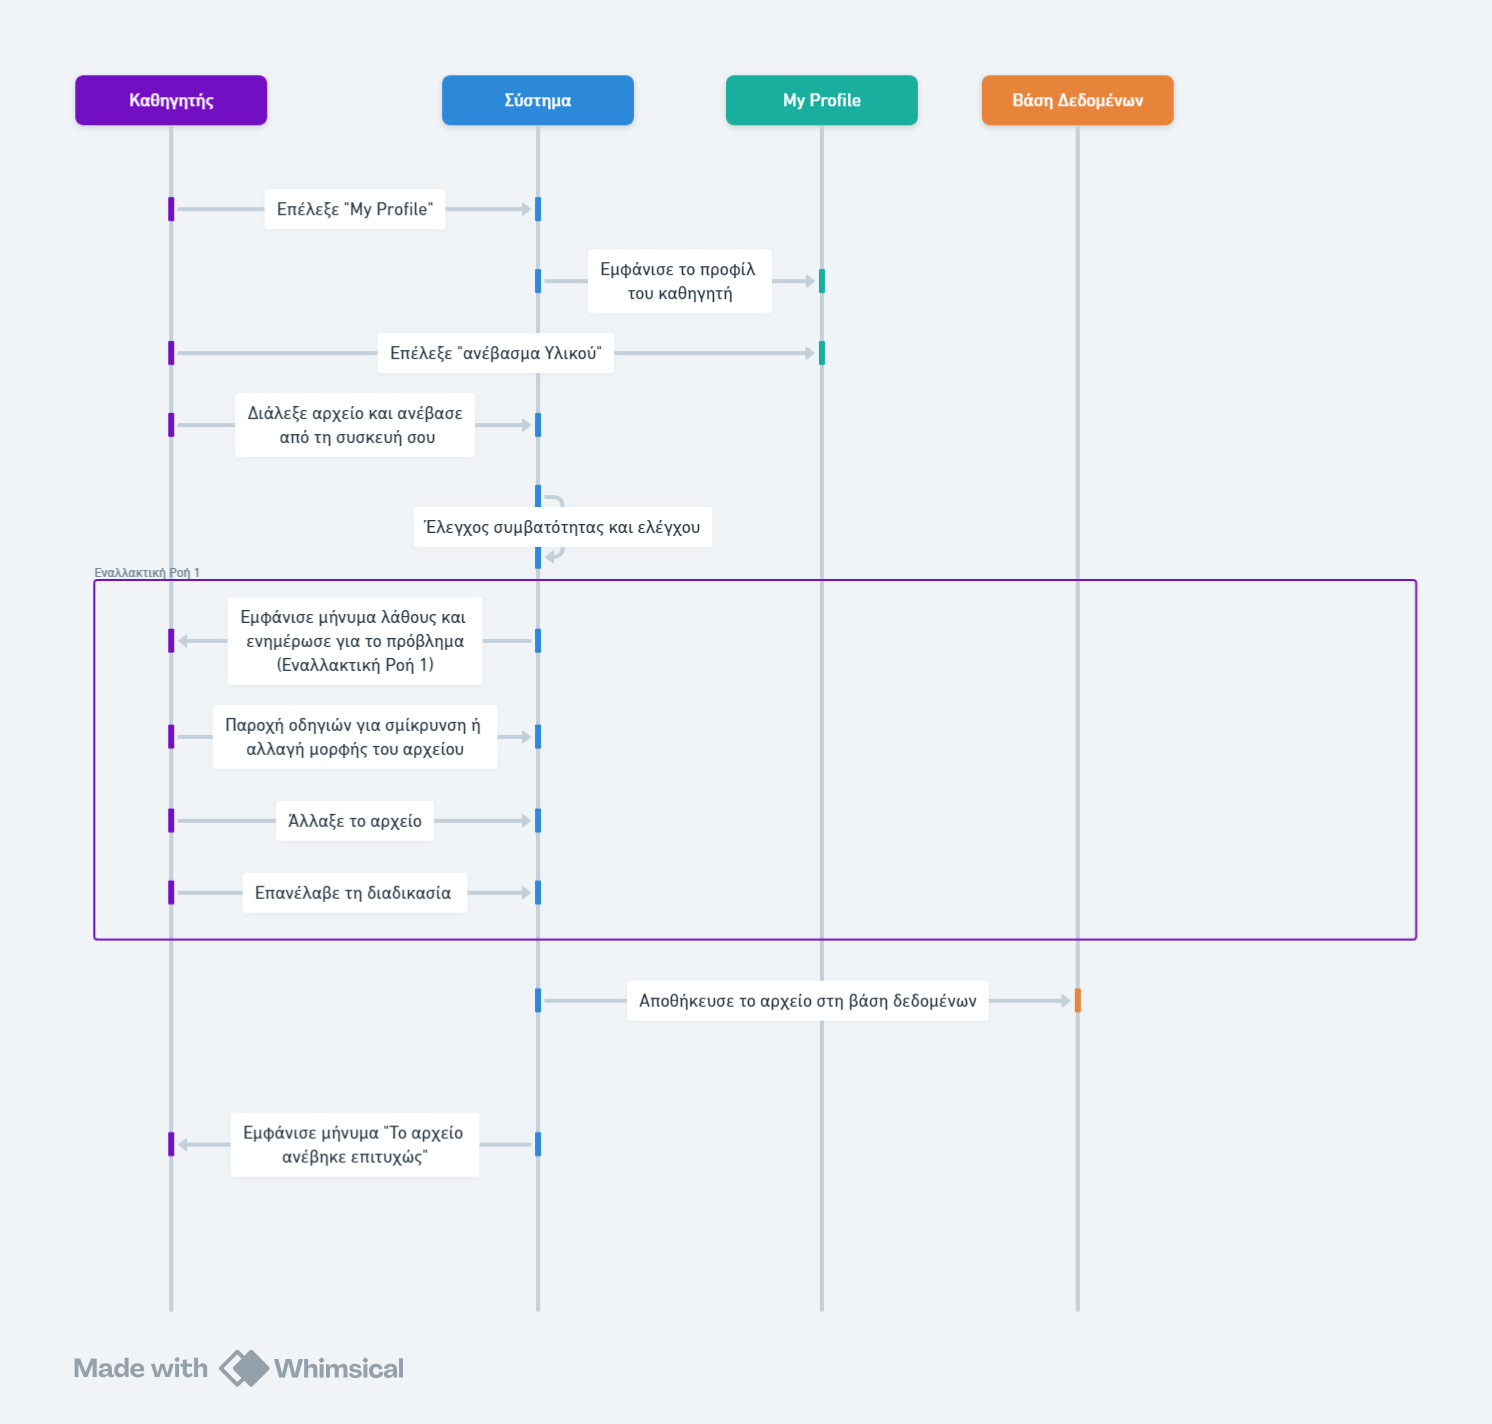 Καθηγητής
Σύστημα
My Profile
Βάση Δεδομένων
Επέλεξε "My Profile"
Εμφάνισε το προφίλ
του καθηγητή
Επέλεξε "ανέβασμα Υλικού"
Διάλεξε αρχείο και ανέβασε
από τη συσκευή σου
Έλεγχος συμβατότητας και ελέγχου
Εναλλακτική Ροή 1
Εμφάνισε μήνυμα λάθους και
ενημέρωσε για το πρόβλημα
(Εναλλακτική Ροή 1)
Παροχή οδηγιών για σμίκρυνση ή
αλλαγή μορφής του αρχείου
Άλλαξε το αρχείο
Επανέλαβε τη διαδικασία
Αποθήκευσε το αρχείο στη βάση δεδομένων
Εμφάνισε μήνυμα "Το αρχείο
ανέβηκε επιτυχώς"
Made with Whimsical